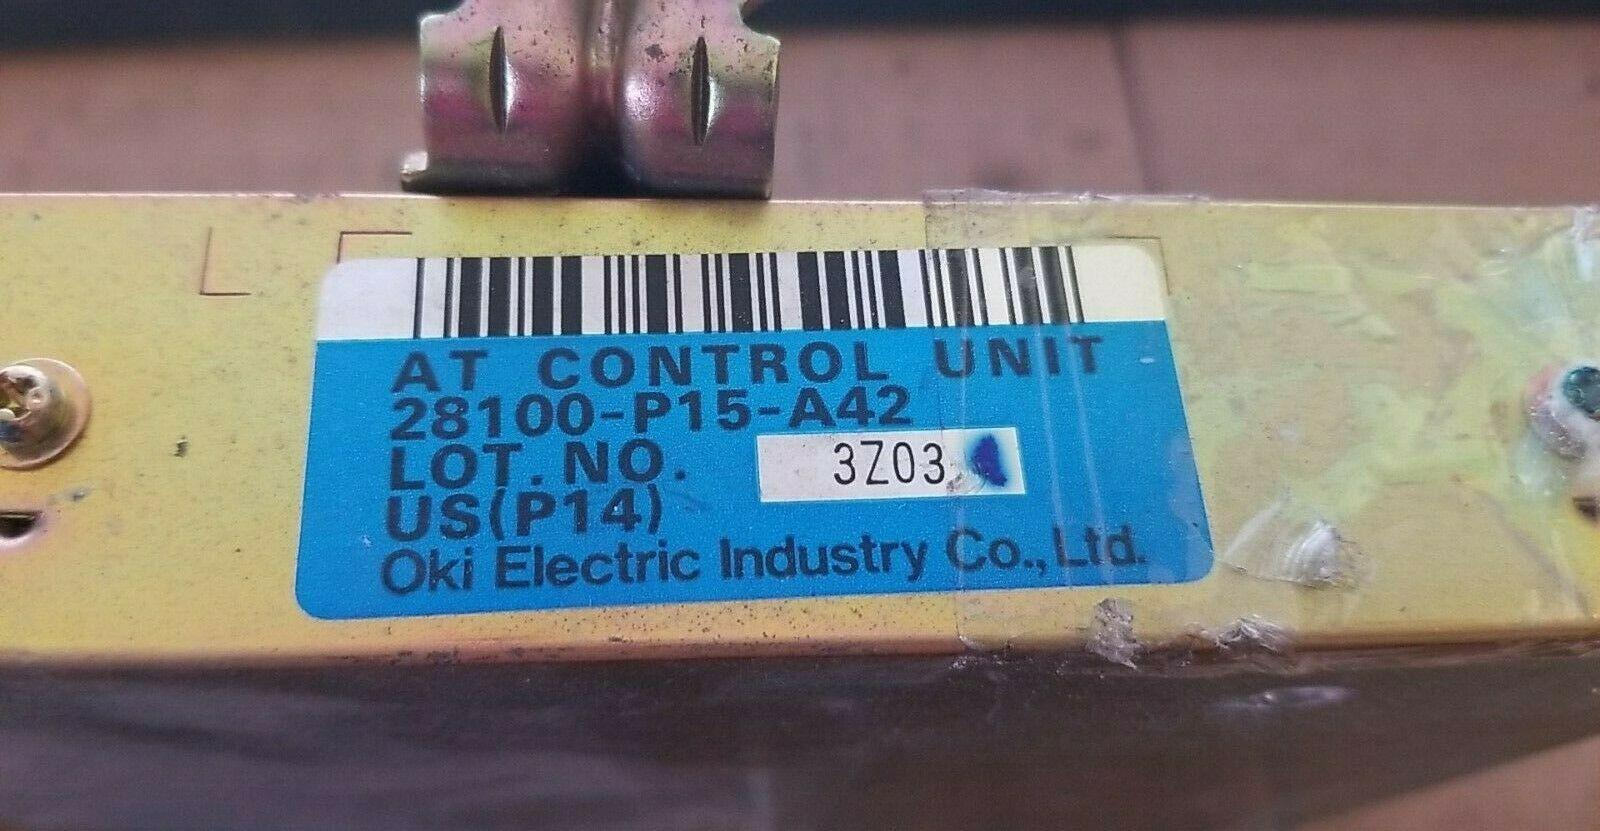 AT CONTROL UNIT
28100-P15-A42
LOT. NO. 3Z03
US(P14)
Oki Electric Industry Co., Ltd.